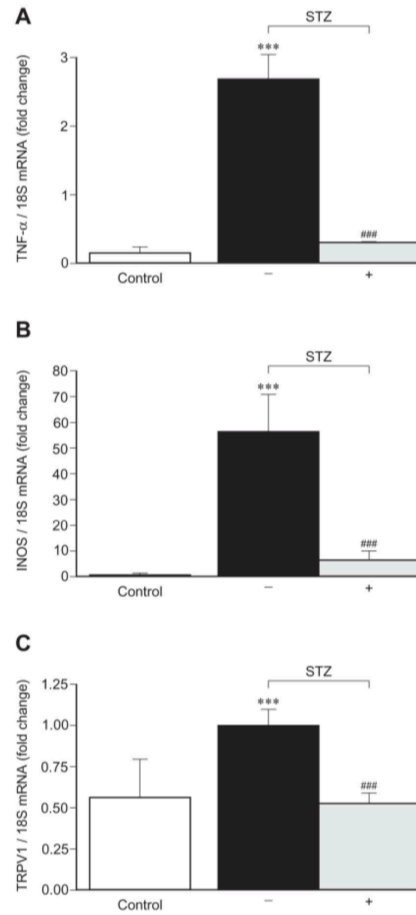 A
STZ
***
###
TNF-α / 18S mRNA (fold change)
3
2
1
0
Control
–
+
B
STZ
***
###
INOS / 18S mRNA (fold change)
80
70
60
50
40
30
20
10
0
Control
–
+
C
STZ
***
###
TRPV1 / 18S mRNA (fold change)
1.25
1.00
0.75
0.50
0.25
0.00
Control
–
+